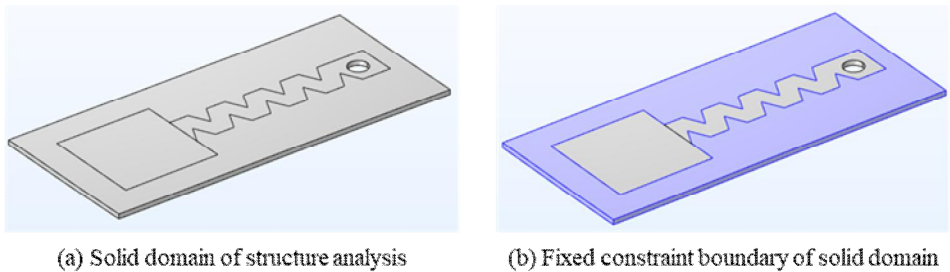 (a) Solid domain of structure analysis
(b) Fixed constraint boundary of solid domain